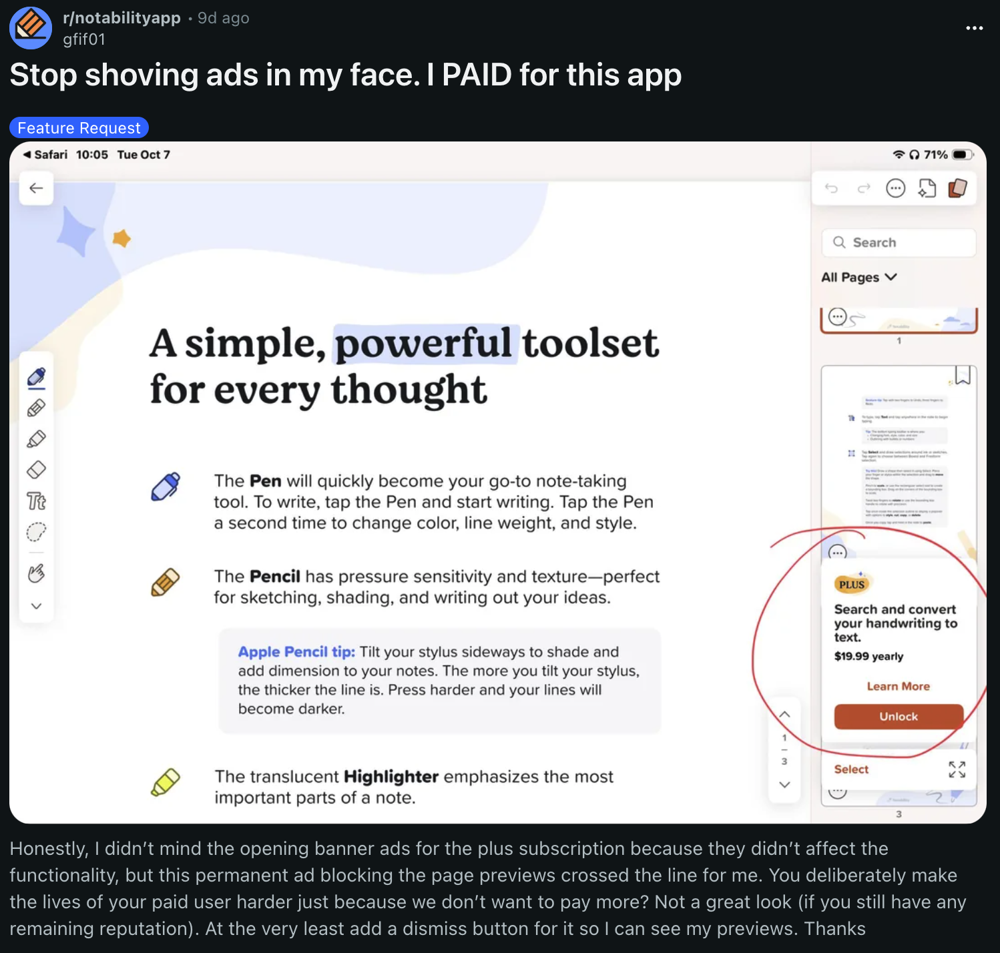 r/notabilityapp • 9d ago
gfif01
Stop shoving ads in my face. I PAID for this app
Feature Request
Safari 10:05 Tue Oct 7
71%
Search
All Pages
A simple, powerful toolset
for every thought
1
The Pen will quickly become your go-to note-taking
tool. To write, tap the Pen and start writing. Tap the Pen
a second time to change color, line weight, and style.
The Pencil has pressure sensitivity and texture—perfect
for sketching, shading, and writing out your ideas.
Apple Pencil tip: Tilt your stylus sideways to shade and
add dimension to your notes. The more you tilt your stylus,
the thicker the line is. Press harder and your lines will
become darker.
The translucent Highlighter emphasizes the most
important parts of a note.
Tt
1
3
PLUS
Search and convert
your handwriting to
text.
$19.99 yearly
Learn More
Unlock
Select
3
Honestly, I didn’t mind the opening banner ads for the plus subscription because they didn’t affect the
functionality, but this permanent ad blocking the page previews crossed the line for me. You deliberately make
the lives of your paid user harder just because we don’t want to pay more? Not a great look (if you still have any
remaining reputation). At the very least add a dismiss button for it so I can see my previews. Thanks